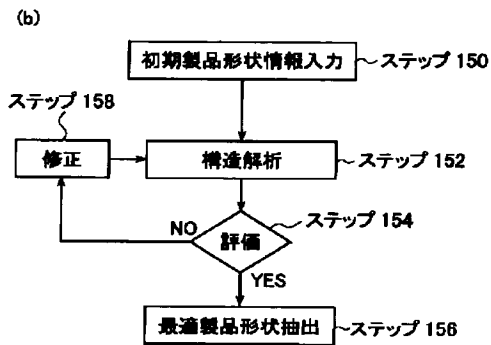 (b)
初期製品形状情報入力 ステップ 150
ステップ 158
修正 構造解析 ステップ 152
ステップ 154
NO 評価
YES
最適製品形状抽出 ステップ 156